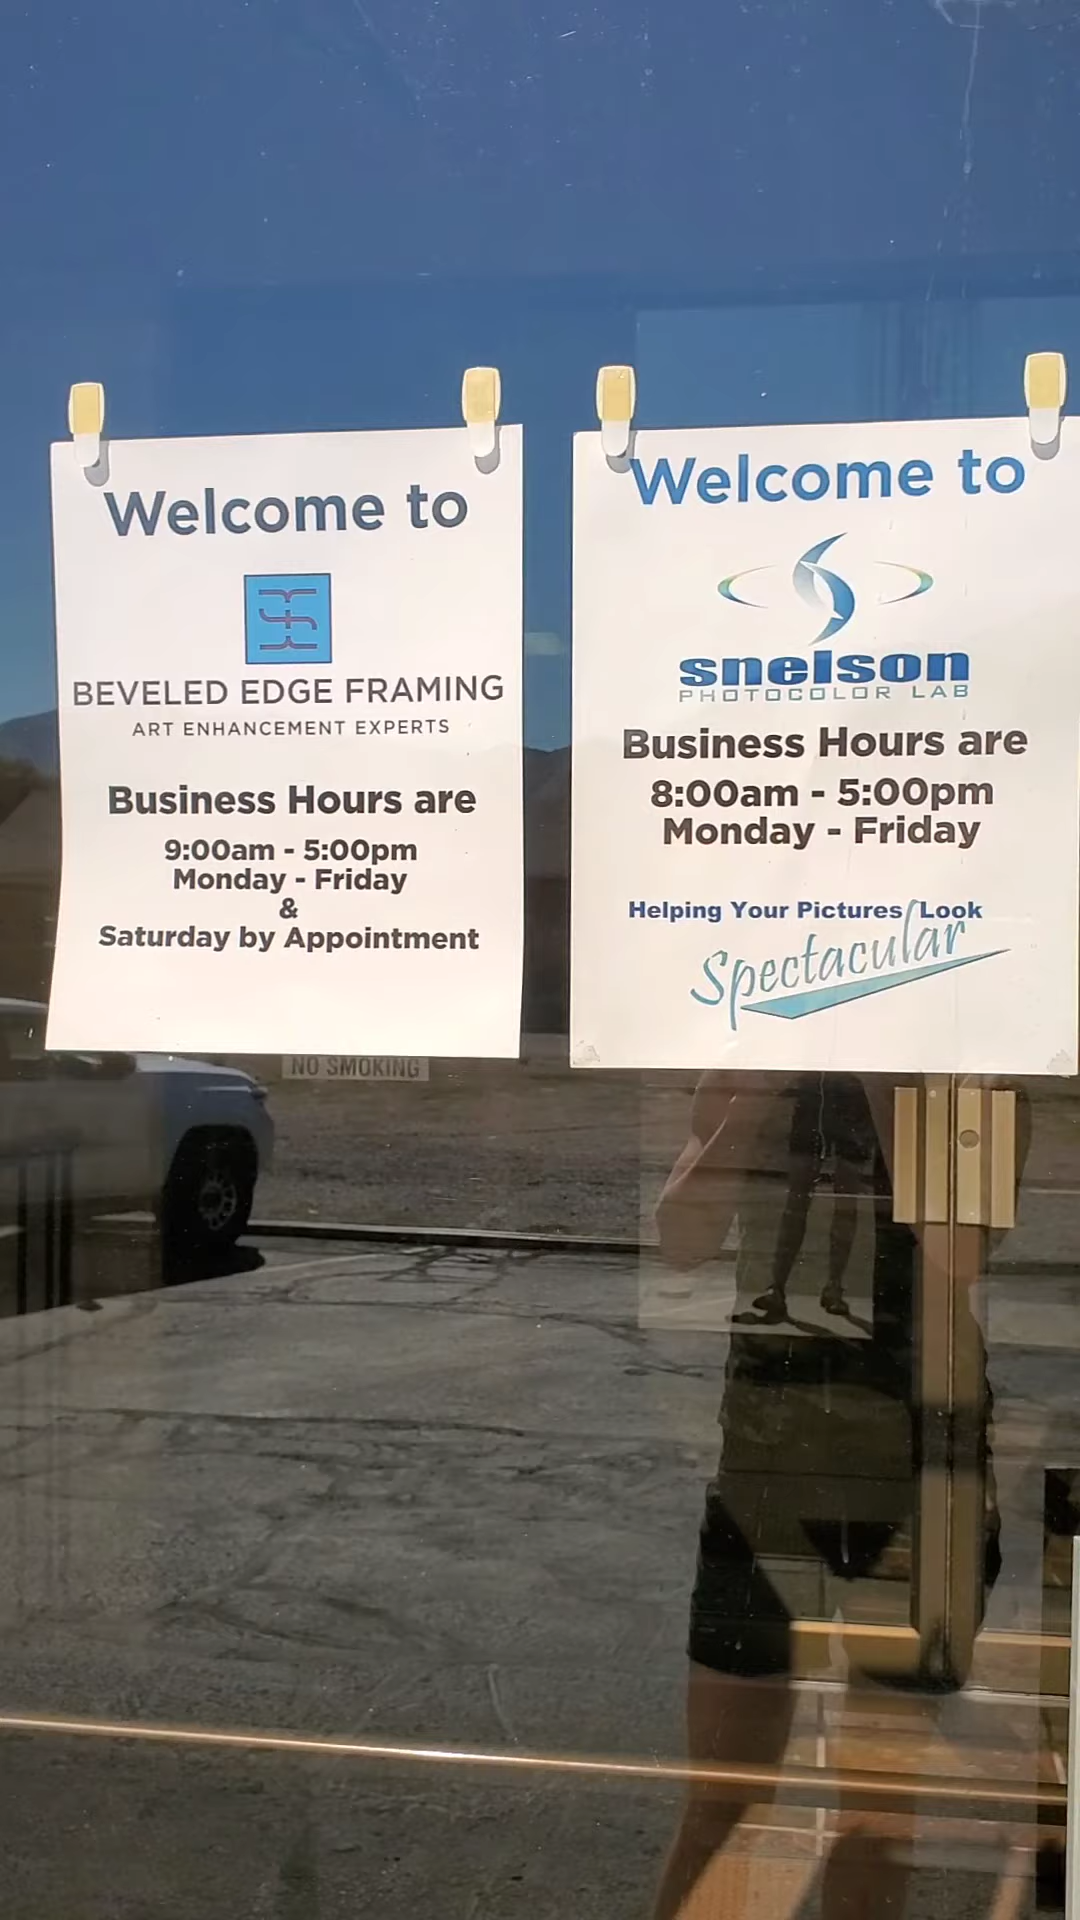 Welcome to
BEVELED EDGE FRAMING
ART ENHANCEMENT EXPERTS
Business Hours are
9:00am - 5:00pm
Monday - Friday
&
Saturday by Appointment
NO SMOKING
Welcome to
snelson
PHOTOCOLOR LAB
Business Hours are
8:00am - 5:00pm
Monday - Friday
Helping Your Pictures Look
Spectacular